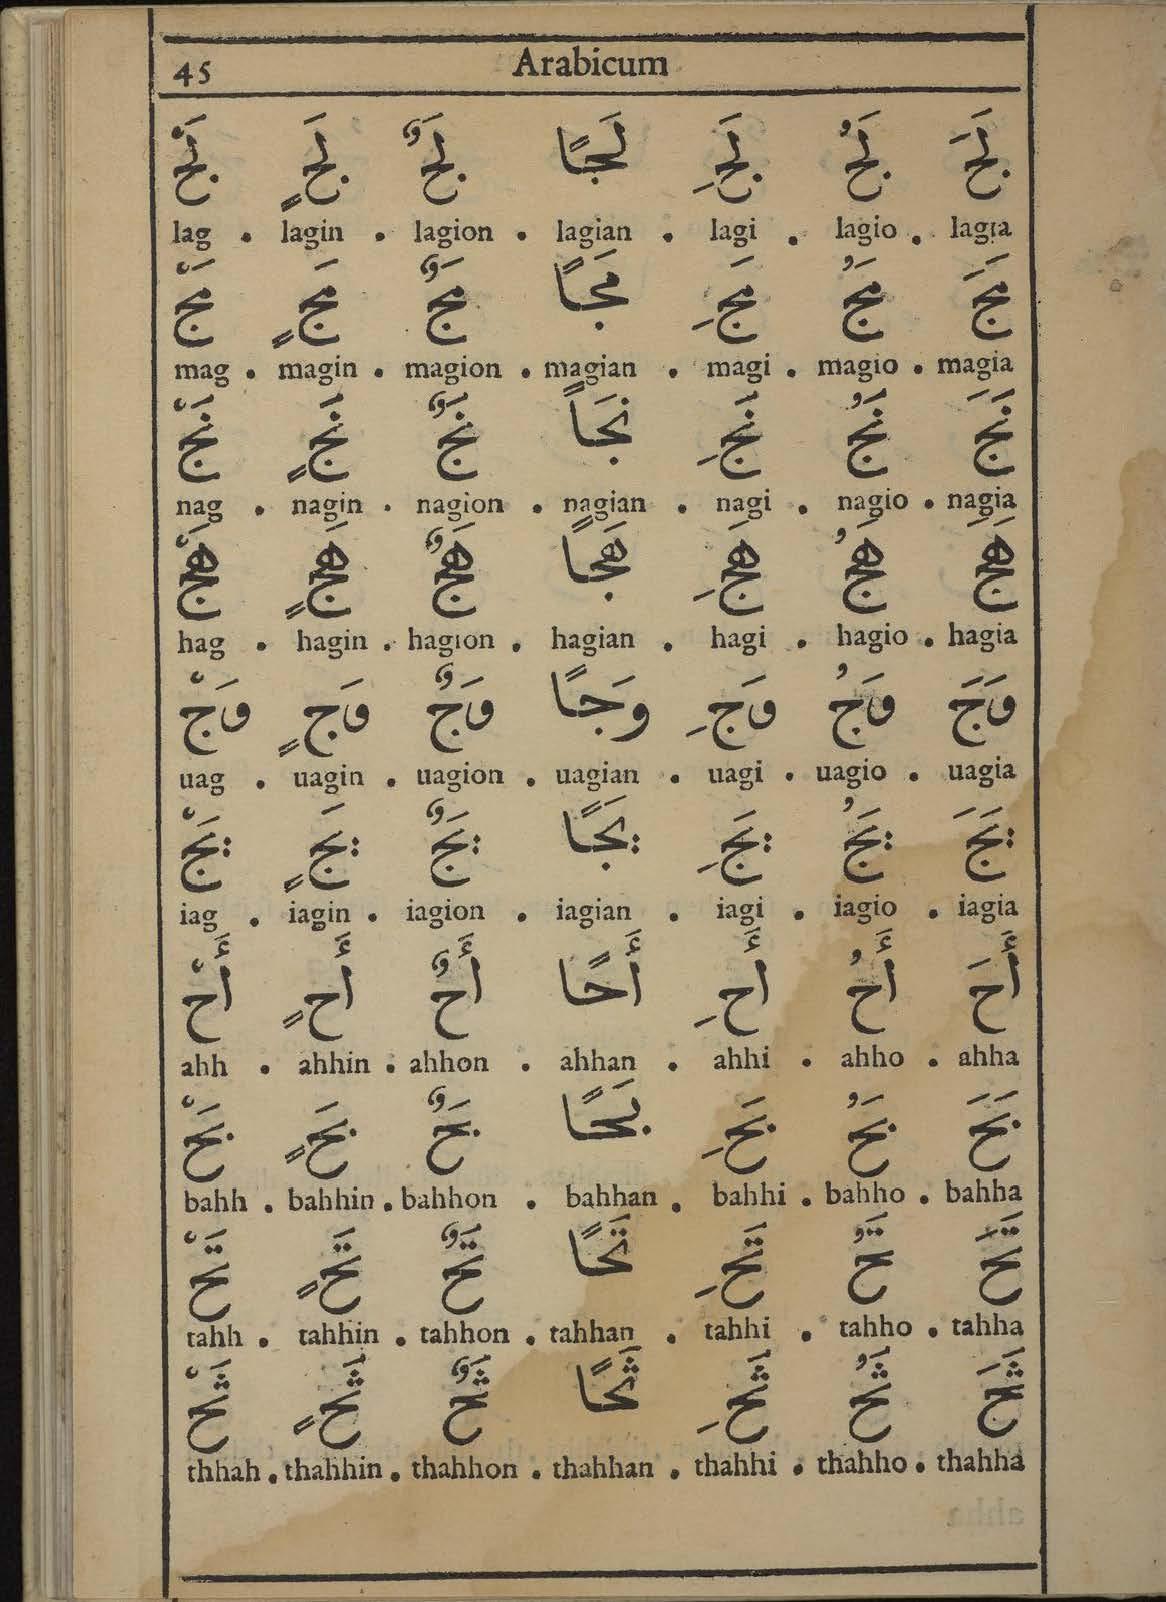 45 Arabicum
لَجَ لَجُ لَجِ لَجًا لَجٌ لَجٍ لَجْ
lag . lagin . lagion . lagian . lagi . lagio . lagia
مَجَ مَجُ مَجِ مَجًا مَجٌ مَجٍ مَجْ
mag . magin . magion . magian . magi . magio . magia
نَجَ نَجُ نَجِ نَجًا نَجٌ نَجٍ نَجْ
nag . nagin . nagion . nagian . nagi . nagio . nagia
هَجَ هَجُ هَجِ هَجًا هَجٌ هَجٍ هَجْ
hag . hagin . hagion . hagian . hagi . hagio . hagia
وَجَ وَجُ وَجِ وَجًا وَجٌ وَجٍ وَجْ
uag . uagin . uagion . uagian . uagi . uagio . uagia
يَجَ يَجُ يَجِ يَجًا يَجٌ يَجٍ يَجْ
iag . iagin . iagion . iagian . iagi . iagio . iagia
أَحَ أَحُ أَحِ أَحًا أَحٌ أَحٍ أَحْ
ahh . ahhin . ahhon . ahhan . ahhi . ahho . ahha
بَحَ بَحُ بَحِ بَحًا بَحٌ بَحٍ بَحْ
bahh . bahhin . bahhon . bahhan . bahhi . bahho . bahha
تَحَ تَحُ تَحِ تَحًا تَحٌ تَحٍ تَحْ
tahh . tahhin . tahhon . tahhan . tahhi . tahho . tahha
ثَحَ ثَحُ ثَحِ ثَحًا ثَحٌ ثَحٍ ثَحْ
thhah . thahhin . thahhon . thahhan . thahhi . thahho . thahha